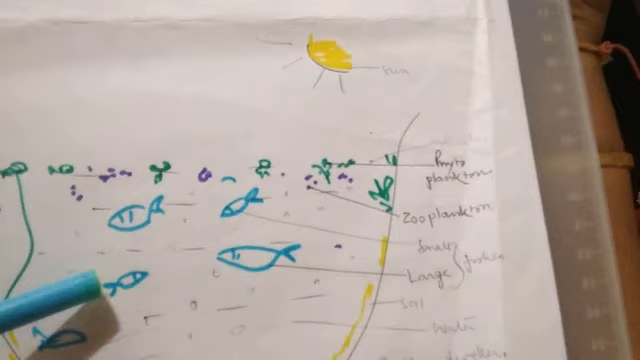 Sun
Phyto
plankton
Zooplankton
Small
Large
fishes
Soil
Water